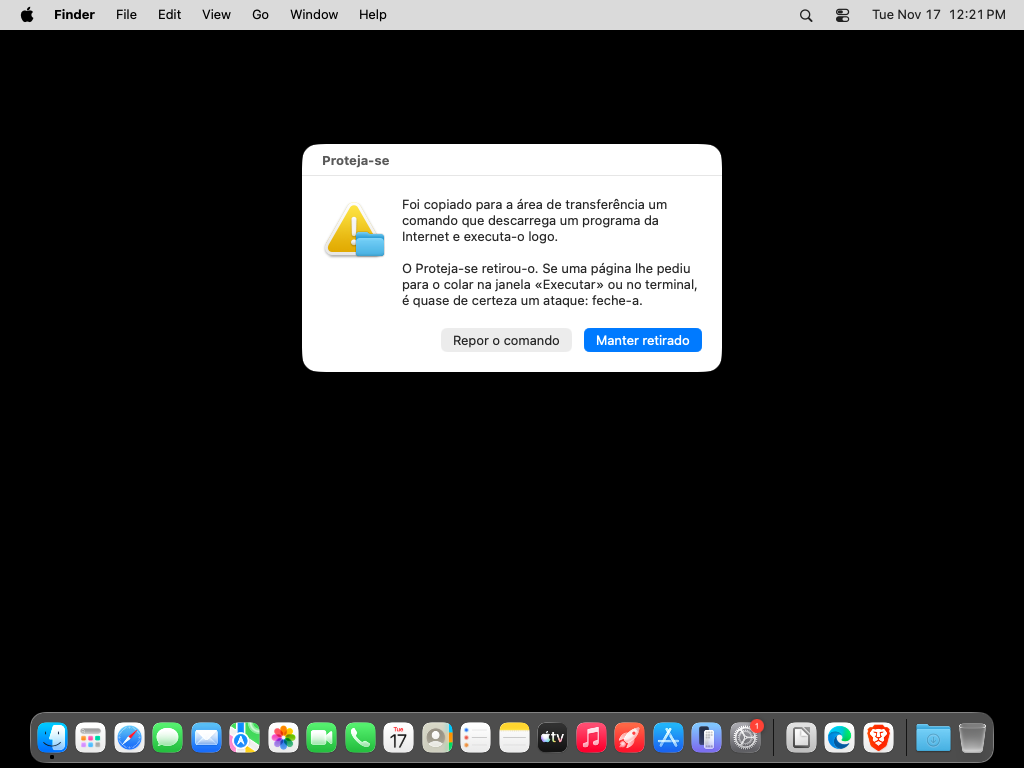 Finder File Edit View Go Window Help Tue Nov 17 12:21 PM
Proteja-se
Foi copiado para a área de transferência um
comando que descarrega um programa da
Internet e executa-o logo.
O Proteja-se retirou-o. Se uma página lhe pediu
para o colar na janela «Executar» ou no terminal,
é quase de certeza um ataque: feche-a.
Repor o comando Manter retirado
Tue
17
tv
1